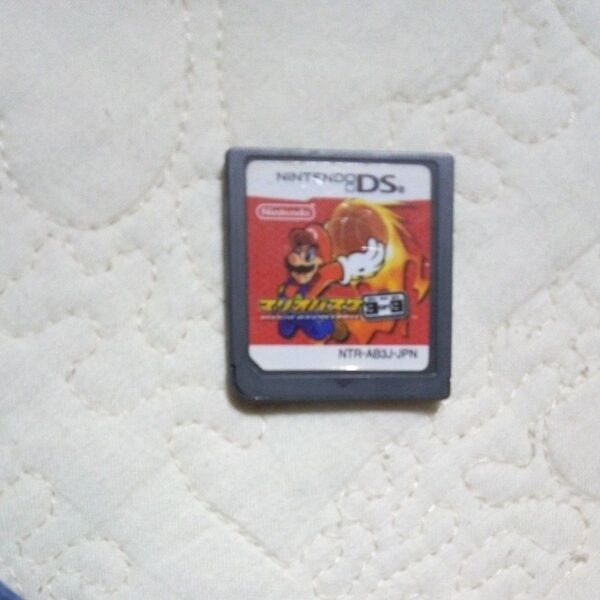 NINTENDO DS
Nintendo
マリオバスケ 3on3
NTR-AB3J-JPN